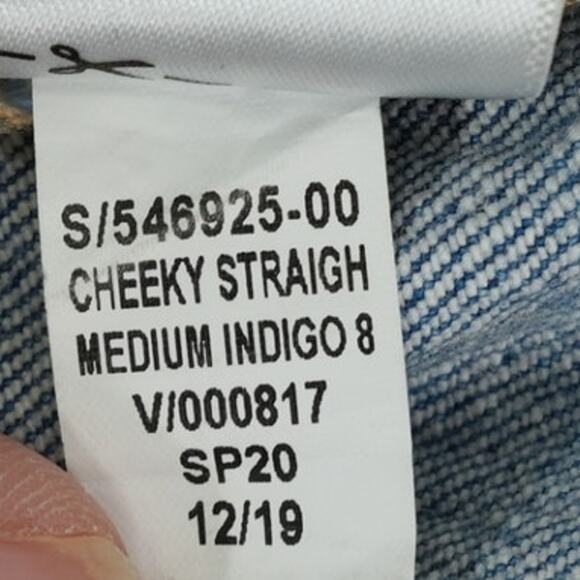 S/546925-00
CHEEKY STRAIGH
MEDIUM INDIGO 8
V/000817
SP20
12/19